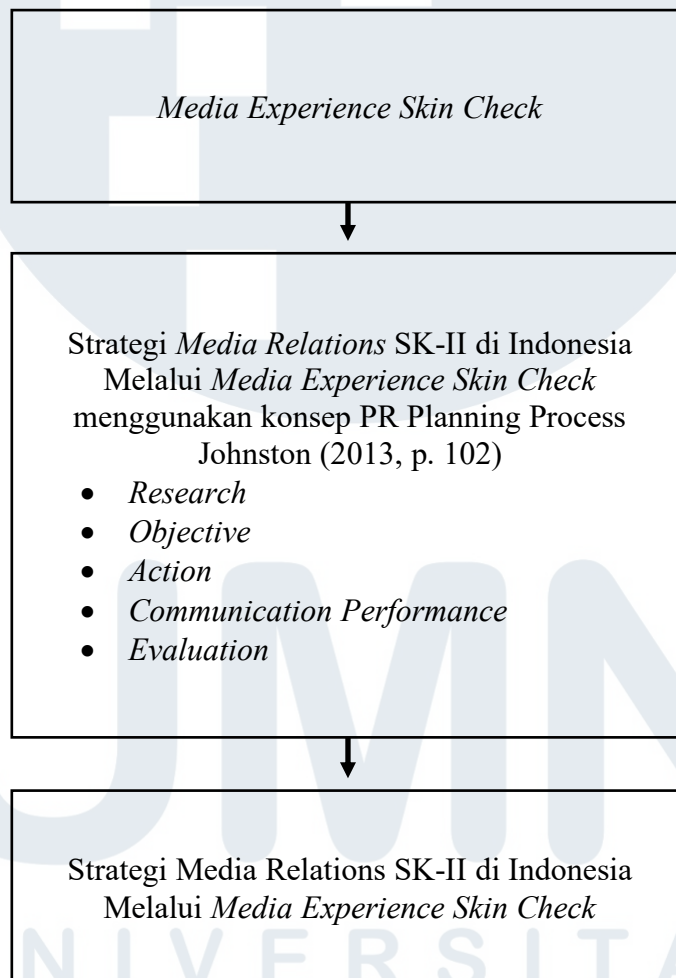 Media Experience Skin Check
Strategi Media Relations SK-II di Indonesia
Melalui Media Experience Skin Check
menggunakan konsep PR Planning Process
Johnston (2013, p. 102)
• Research
• Objective
• Action
• Communication Performance
• Evaluation
UMN
Strategi Media Relations SK-II di Indonesia
Melalui Media Experience Skin Check
NIVERSITA